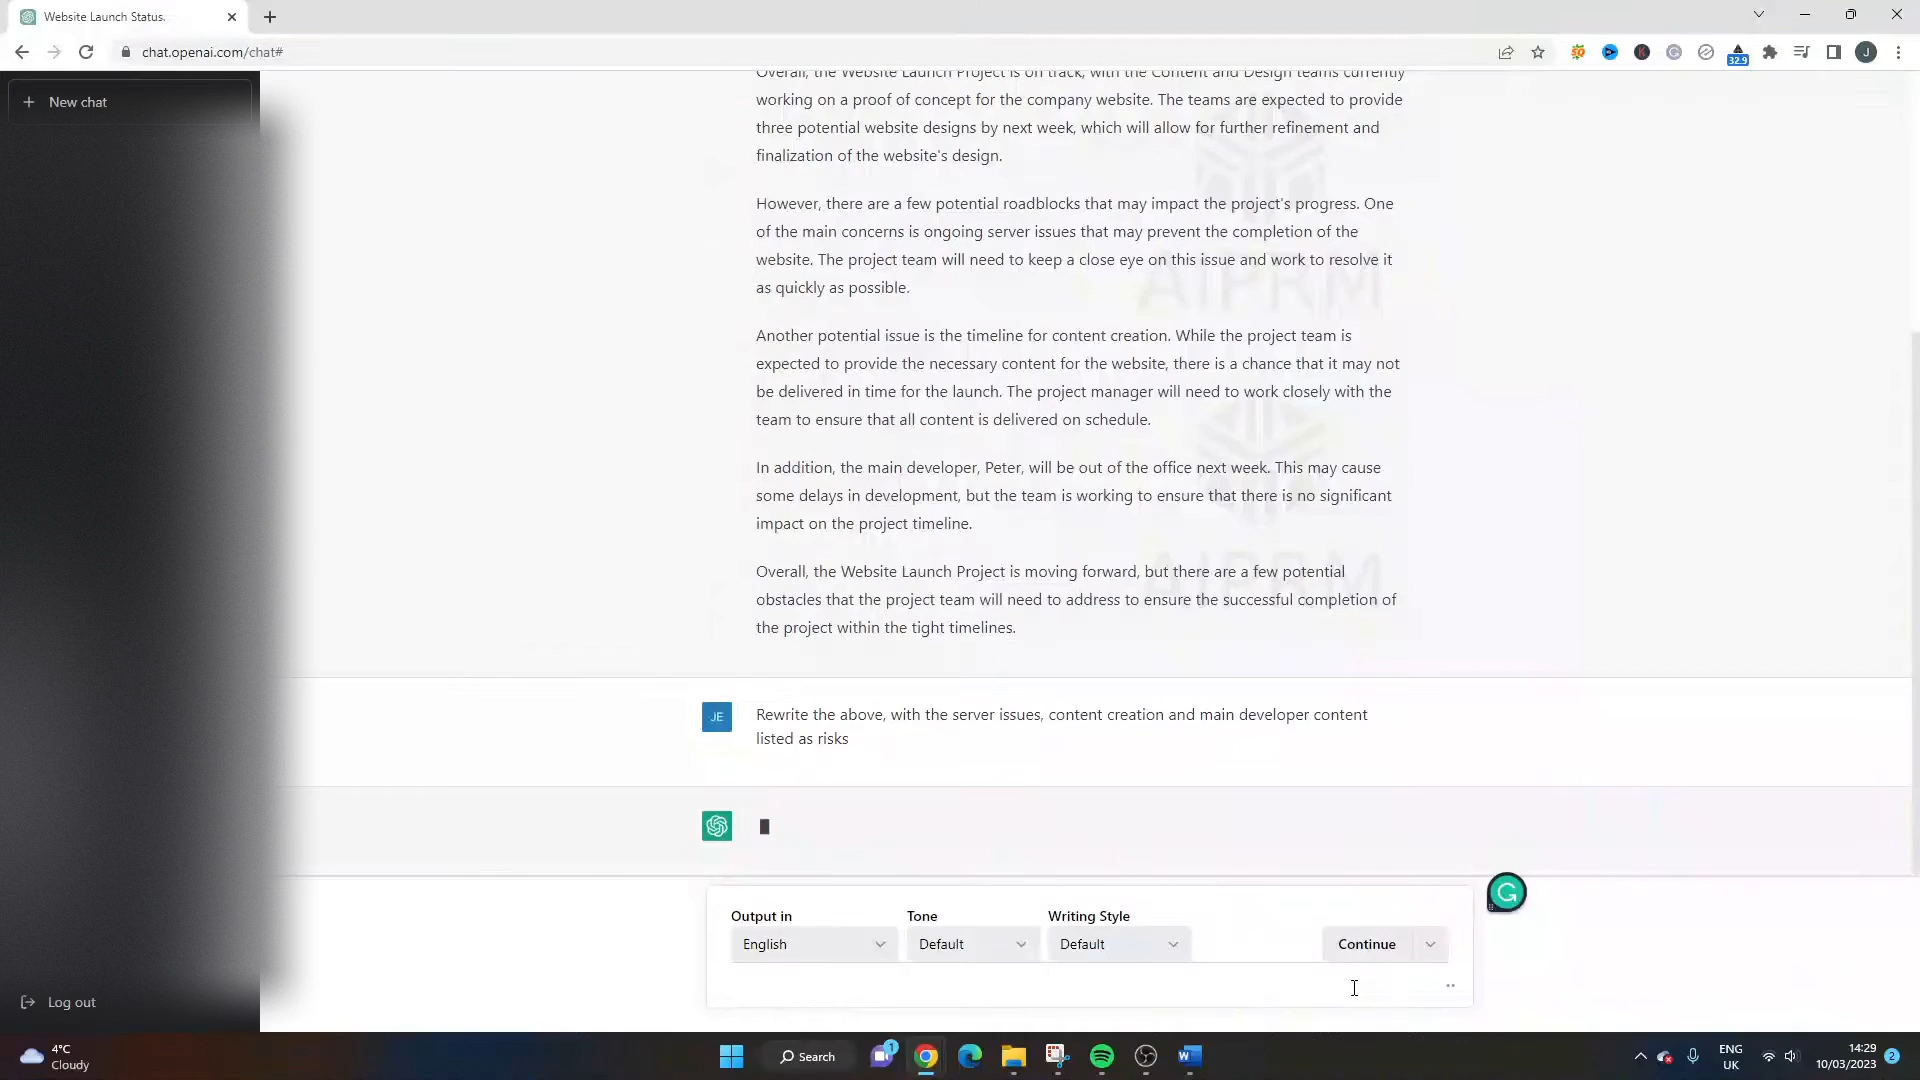 Website Launch Status.
chat.openai.com/chat#
32.9
J
New chat
Overall, the Website Launch Project is on track, with the Content and Design teams currently
working on a proof of concept for the company website. The teams are expected to provide
three potential website designs by next week, which will allow for further refinement and
finalization of the website's design.
However, there are a few potential roadblocks that may impact the project's progress. One
of the main concerns is ongoing server issues that may prevent the completion of the
website. The project team will need to keep a close eye on this issue and work to resolve it
as quickly as possible.
Another potential issue is the timeline for content creation. While the project team is
expected to provide the necessary content for the website, there is a chance that it may not
be delivered in time for the launch. The project manager will need to work closely with the
team to ensure that all content is delivered on schedule.
In addition, the main developer, Peter, will be out of the office next week. This may cause
some delays in development, but the team is working to ensure that there is no significant
impact on the project timeline.
Overall, the Website Launch Project is moving forward, but there are a few potential
obstacles that the project team will need to address to ensure the successful completion of
the project within the tight timelines.
AIPRM
AIPRM
JE
Rewrite the above, with the server issues, content creation and main developer content
listed as risks
Output in
Tone
Writing Style
English
Default
Default
Continue
Log out
4°C
Cloudy
Search
1
ENG
UK
14:29
10/03/2023
2